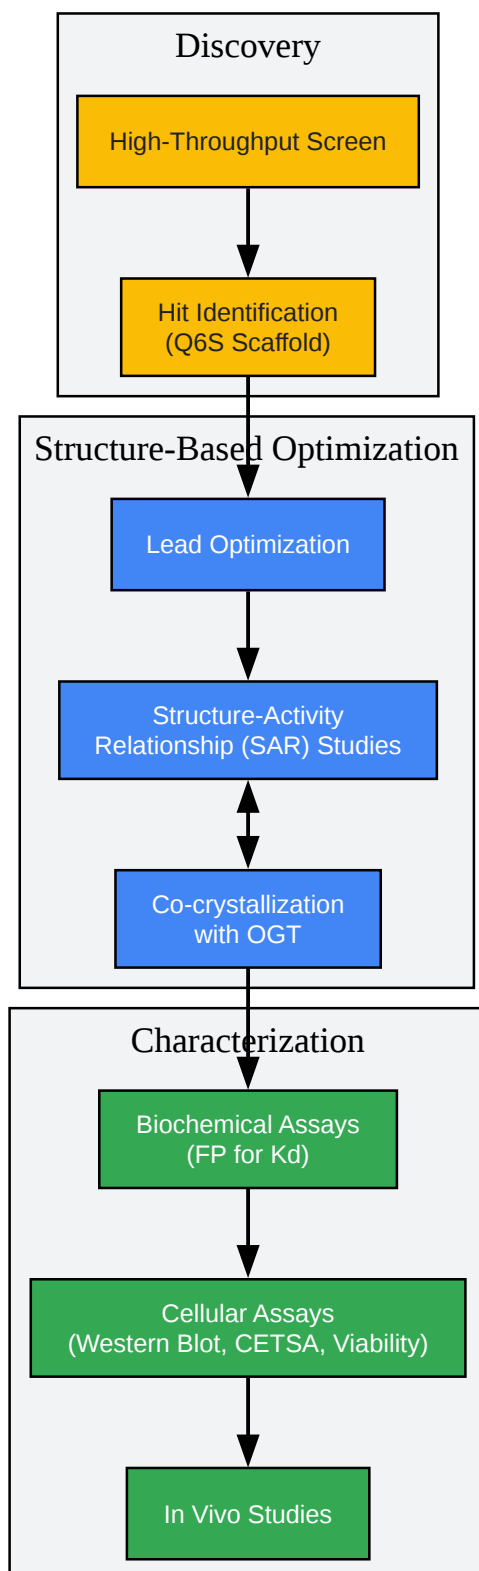 Discovery
High-Throughput Screen
Hit Identification
(Q6S Scaffold)
Structure-Based Optimization
Lead Optimization
Structure-Activity
Relationship (SAR) Studies
Co-crystallization
with OGT
Characterization
Biochemical Assays
(FP for Kd)
Cellular Assays
(Western Blot, CETSA, Viability)
In Vivo Studies